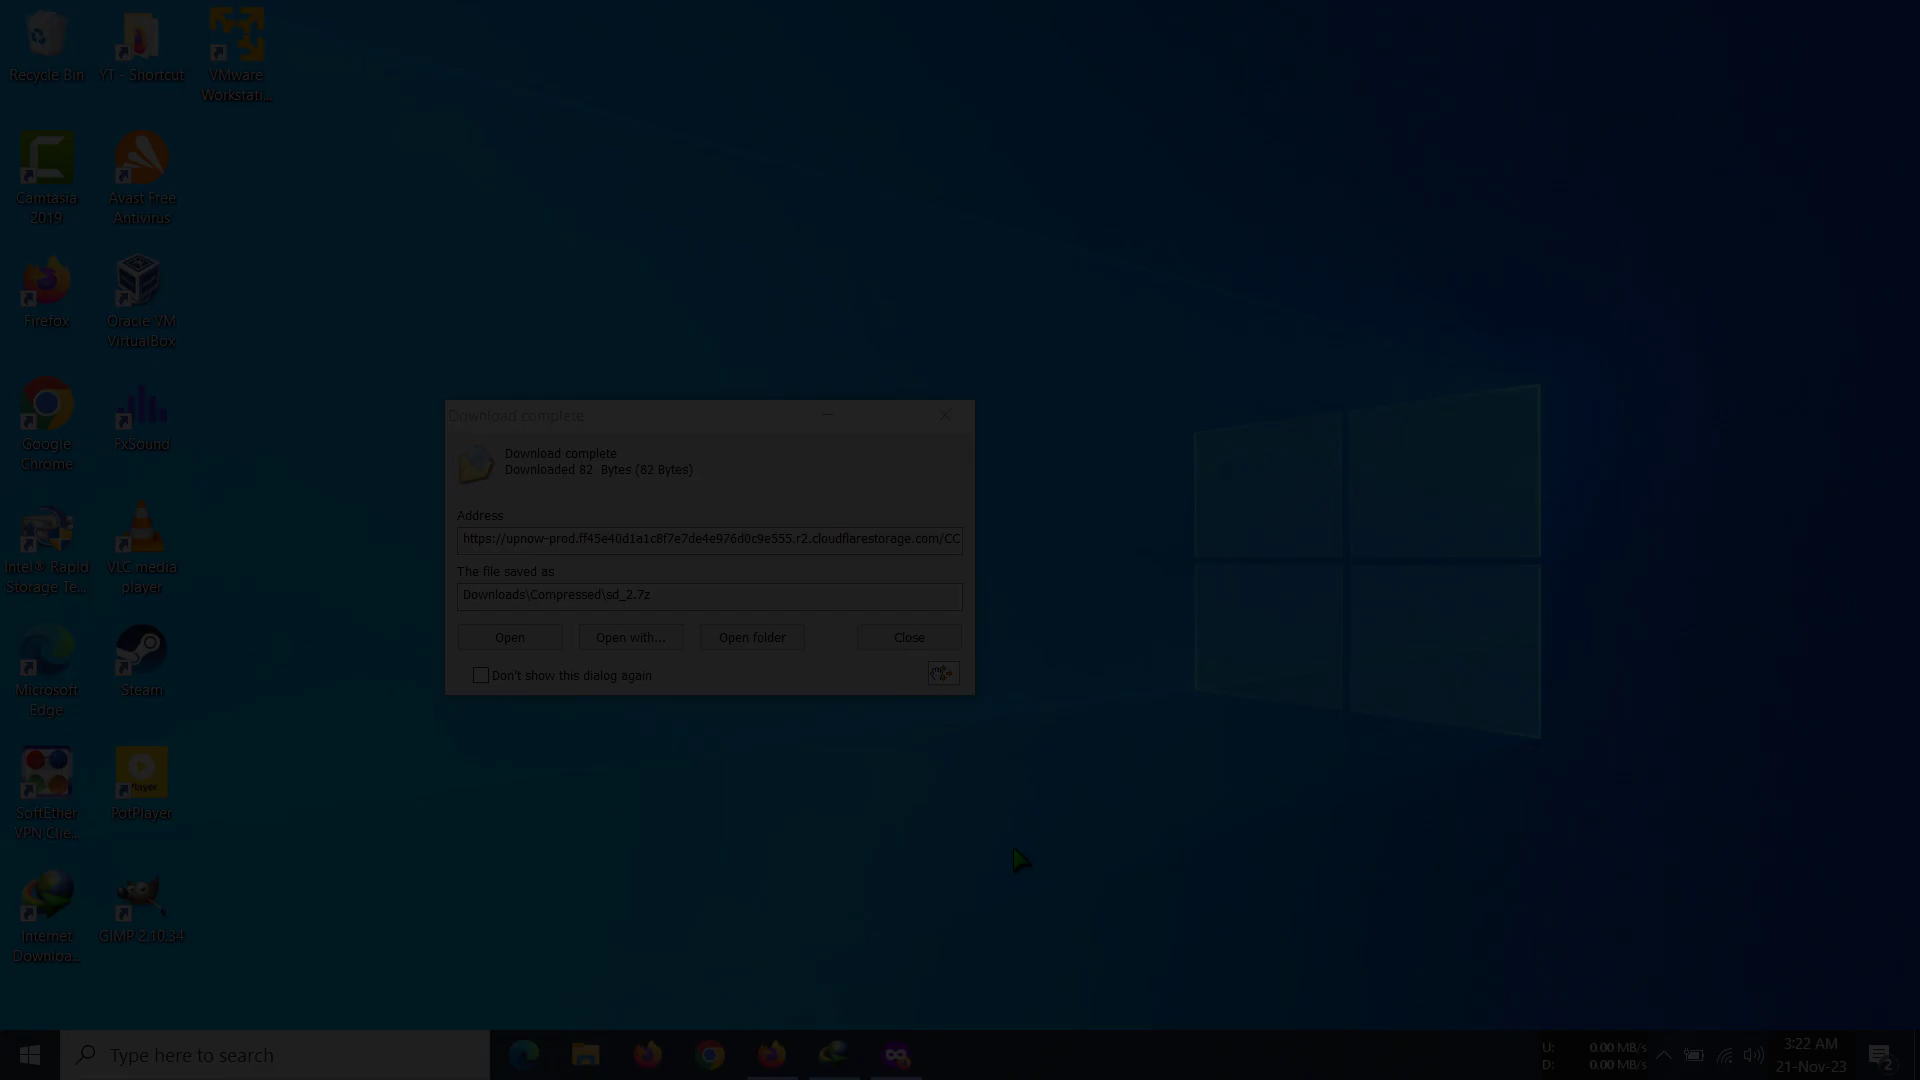 Recycle Bin
YT - Shortcut
VMware
Workstati...
Camtasia
2019
Avast Free
Antivirus
Firefox
Oracle VM
VirtualBox
Google
Chrome
FxSound
Intel® Rapid
Storage Te...
VLC media
player
Microsoft
Edge
Steam
SoftEther
VPN Clie...
Player
PotPlayer
Internet
Downloa...
GIMP 2.10.34
Download complete
Download complete
Downloaded 82 Bytes (82 Bytes)
Address
https://upnow-prod.ff45e40d1a1c8f7e7de4e976d0c9e555.r2.cloudflarestorage.com/CC
The file saved as
Downloads\Compressed\sd_2.7z
Open
Open with...
Open folder
Close
Don't show this dialog again
Type here to search
U: 0.00 MB/s
D: 0.00 MB/s
3:22 AM
21-Nov-23
2